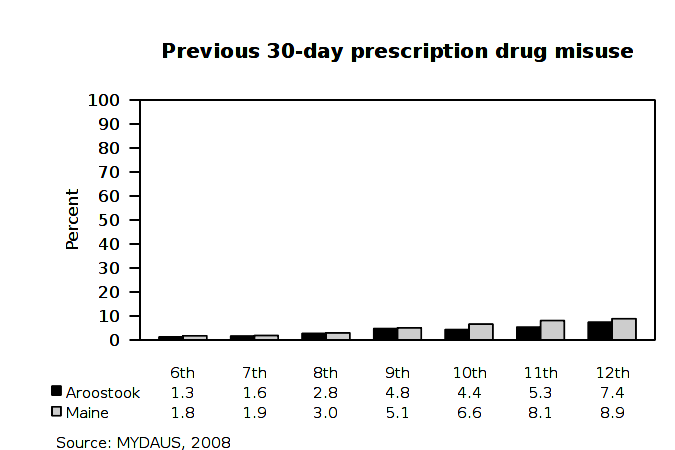 Previous 30-day prescription drug misuse
100
90
80
70
60
50
40
30
20
10
0
Percent
6th 7th 8th 9th 10th 11th 12th
Aroostook 1.3 1.6 2.8 4.8 4.4 5.3 7.4
Maine 1.8 1.9 3.0 5.1 6.6 8.1 8.9
Source: MYDAUS, 2008